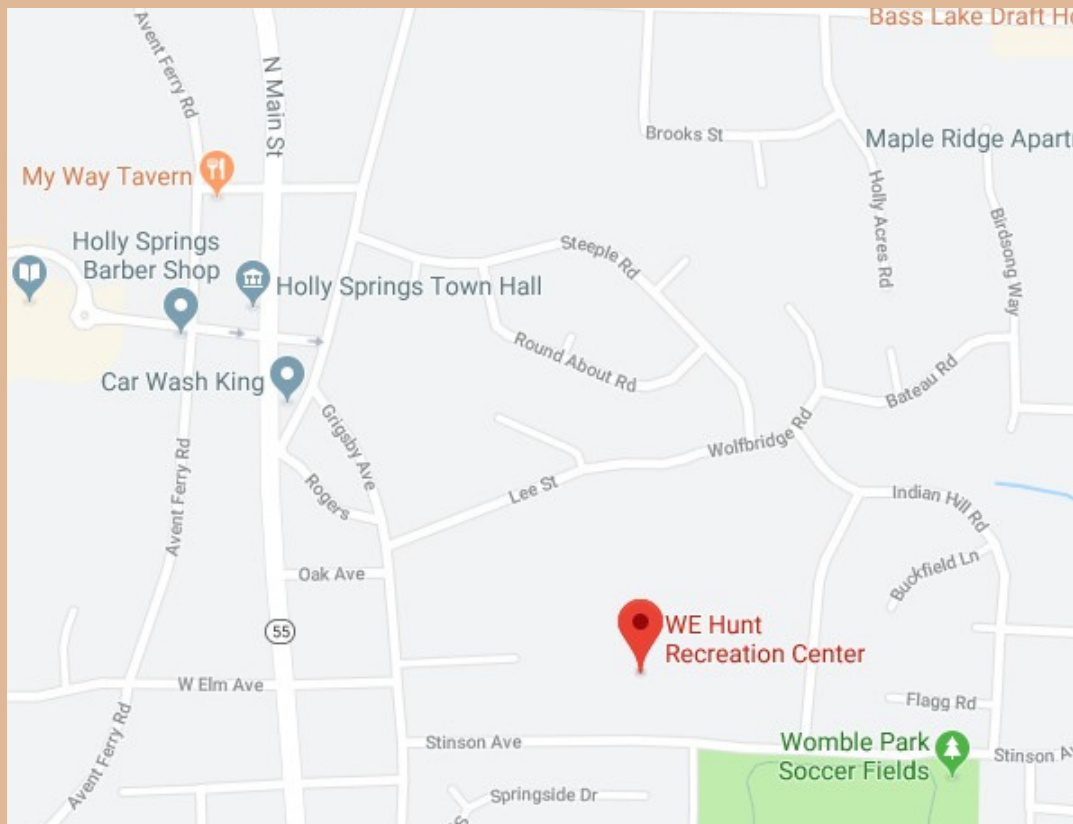 Bass Lake Draft Ho
Avent Ferry Rd
N Main St
Brooks St
Maple Ridge Apart
My Way Tavern
Holly Acres Rd
Birdsong Way
Holly Springs
Barber Shop
Steeple Rd
Holly Springs Town Hall
Round About Rd
Car Wash King
Bateau Rd
Grigsby Ave
Wolfbridge Rd
Avent Ferry Rd
Rogers
Lee St
Indian Hill Rd
Buckfield Ln
Oak Ave
55
WE Hunt
Recreation Center
W Elm Ave
Flagg Rd
Avent Ferry Rd
Stinson Ave
Womble Park
Soccer Fields
Stinson Av
Springside Dr
S